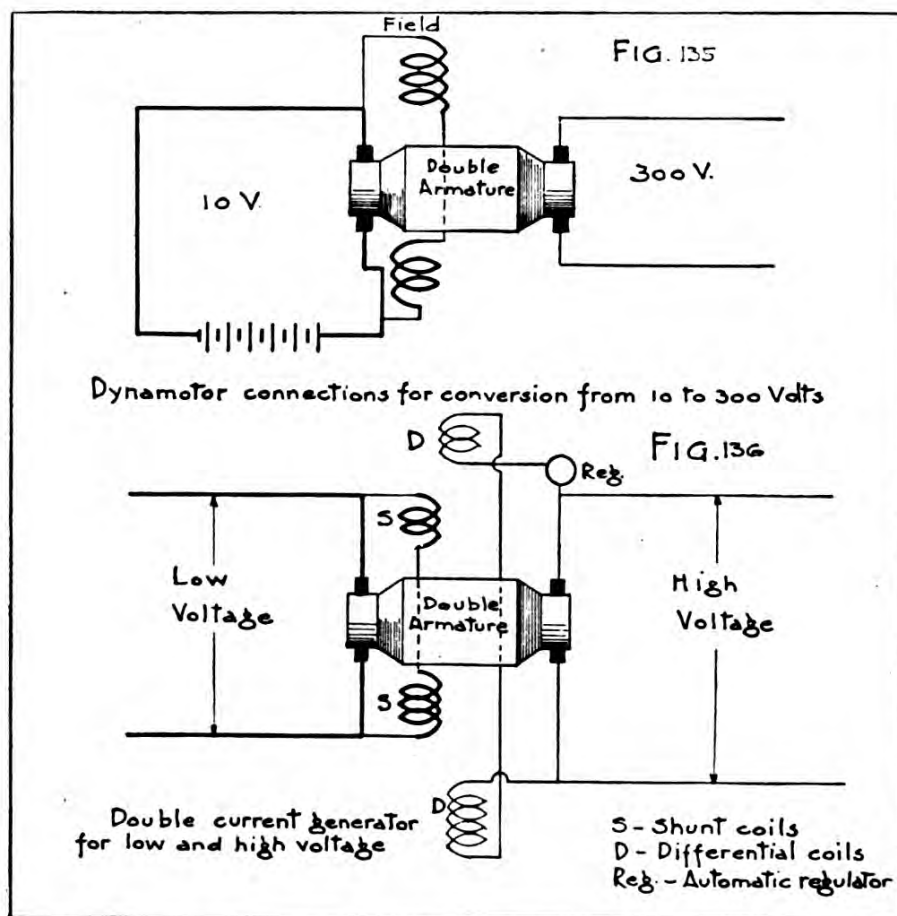 Field
FIG. 135
10 V.
Double
Armature
300 V.
Dynamotor connections for conversion from 10 to 300 Volts
D
FIG. 136
Reg.
S
Low
Voltage
Double
Armature
High
Voltage
S
D
Double current generator
for low and high voltage
S - Shunt coils
D - Differential coils
Reg. - Automatic regulator